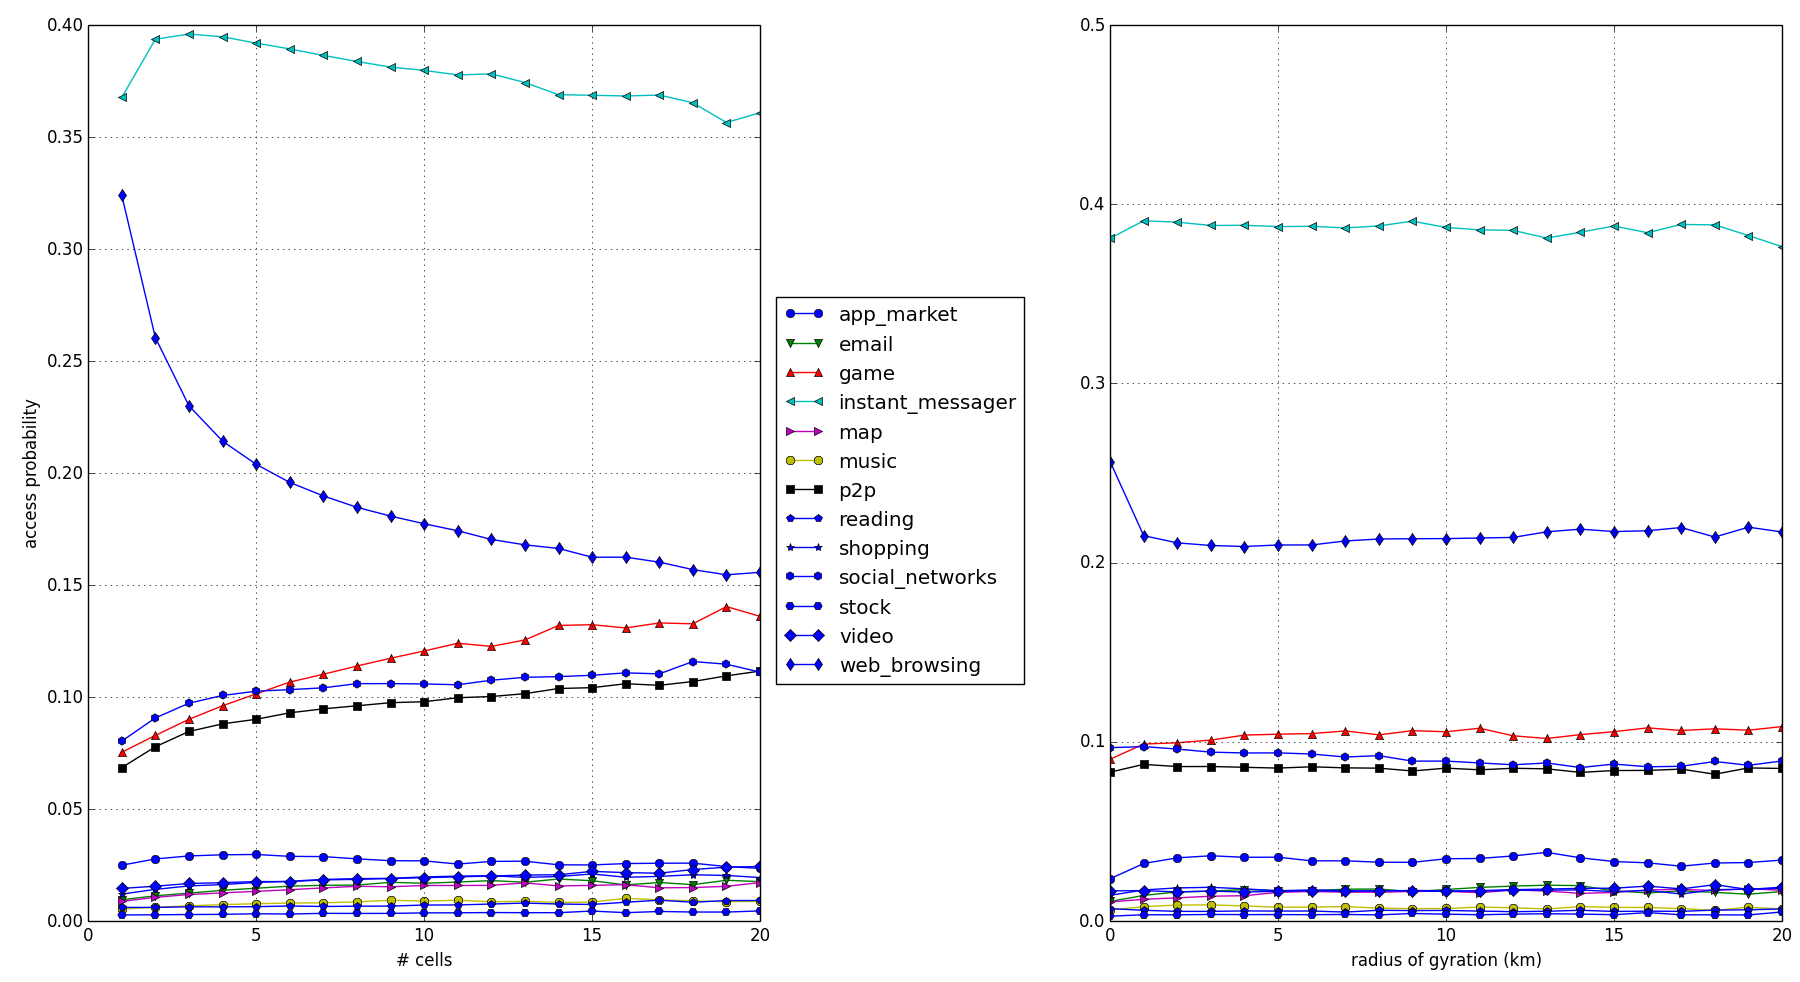 0.40
0.35
0.30
0.25
0.20
0.15
0.10
0.05
0.00
access probability
0 5 10 15 20
# cells
app_market
email
game
instant_messager
map
music
p2p
reading
shopping
social_networks
stock
video
web_browsing
0.5
0.4
0.3
0.2
0.1
0.0
0 5 10 15 20
radius of gyration (km)